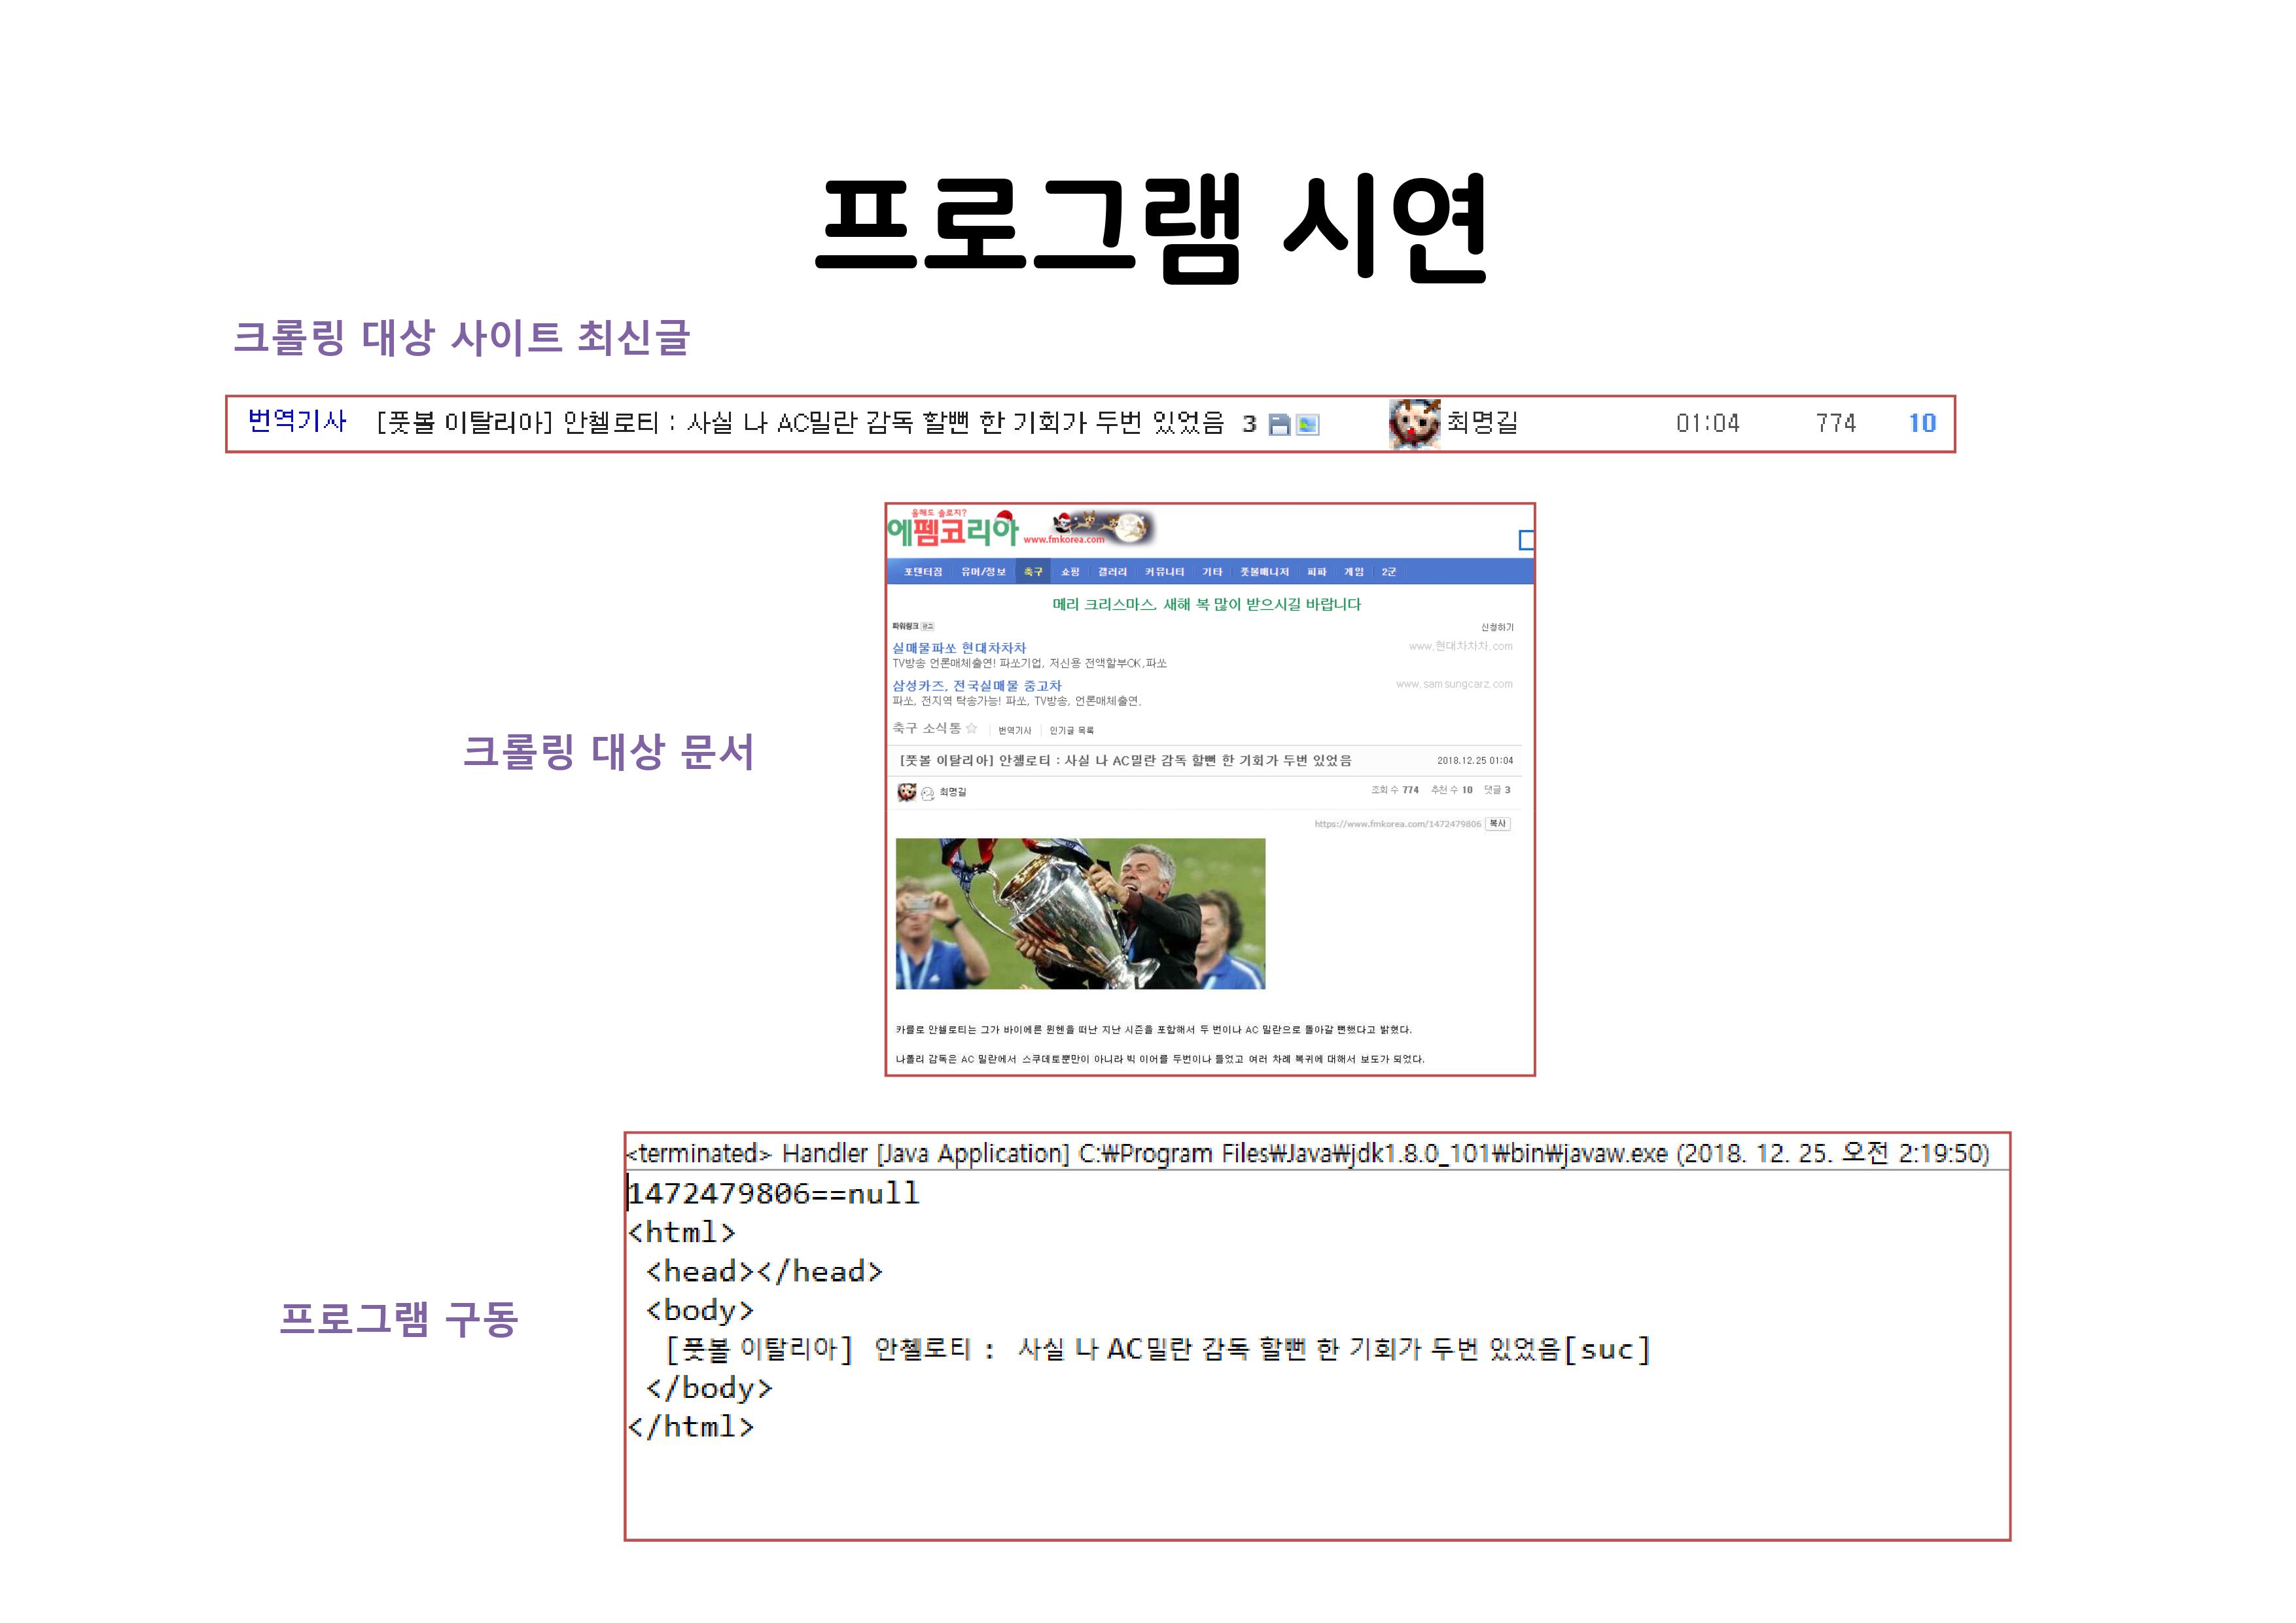 프로그램 시연
크롤링 대상 사이트 최신글
번역기사 [풋볼 이탈리아] 안첼로티 : 사실 나 AC밀란 감독 할뻔 한 기회가 두번 있었음 3 최명길 01:04 774 10
크롤링 대상 문서
올해도 솔로지?
에펨코리아 www.fmkorea.com
포텐터짐 유머/정보 축구 쇼핑 갤러리 커뮤니티 기타 풋볼매니저 피파 게임 2군
메리 크리스마스, 새해 복 많이 받으시길 바랍니다
파워링크 광고 신청하기
실매물파쏘 현대차차차 www.현대차차차.com
TV방송 언론매체출연! 파쏘기업, 저신용 전액할부OK,파쏘
삼성카즈, 전국실매물 중고차 www.samsungcarz.com
파쏘, 전지역 탁송가능! 파쏘, TV방송, 언론매체출연,
축구 소식통 번역기사 인기글 목록
[풋볼 이탈리아] 안첼로티 : 사실 나 AC밀란 감독 할뻔 한 기회가 두번 있었음 2018.12.25 01:04
최명길 조회 수 774 추천 수 10 댓글 3
https://www.fmkorea.com/1472479806 복사
카를로 안첼로티는 그가 바이에른 뮌헨을 떠난 지난 시즌을 포함해서 두 번이나 AC 밀란으로 돌아갈 뻔했다고 밝혔다.
나폴리 감독은 AC 밀란에서 스쿠데토뿐만이 아니라 빅 이어를 두번이나 들었고 여러 차례 복귀에 대해서 보도가 되었다.
프로그램 구동
<terminated> Handler [Java Application] C:₩Program Files₩Java₩jdk1.8.0_101₩bin₩javaw.exe (2018. 12. 25. 오전 2:19:50)
1472479806==null
<html>
<head></head>
<body>
[풋볼 이탈리아] 안첼로티 : 사실 나 AC밀란 감독 할뻔 한 기회가 두번 있었음[suc]
</body>
</html>